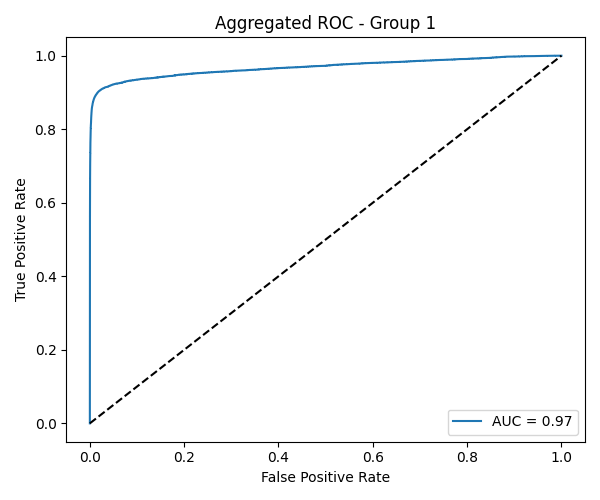 Aggregated ROC - Group 1
True Positive Rate
1.0
0.8
0.6
0.4
0.2
0.0
AUC = 0.97
0.0 0.2 0.4 0.6 0.8 1.0
False Positive Rate